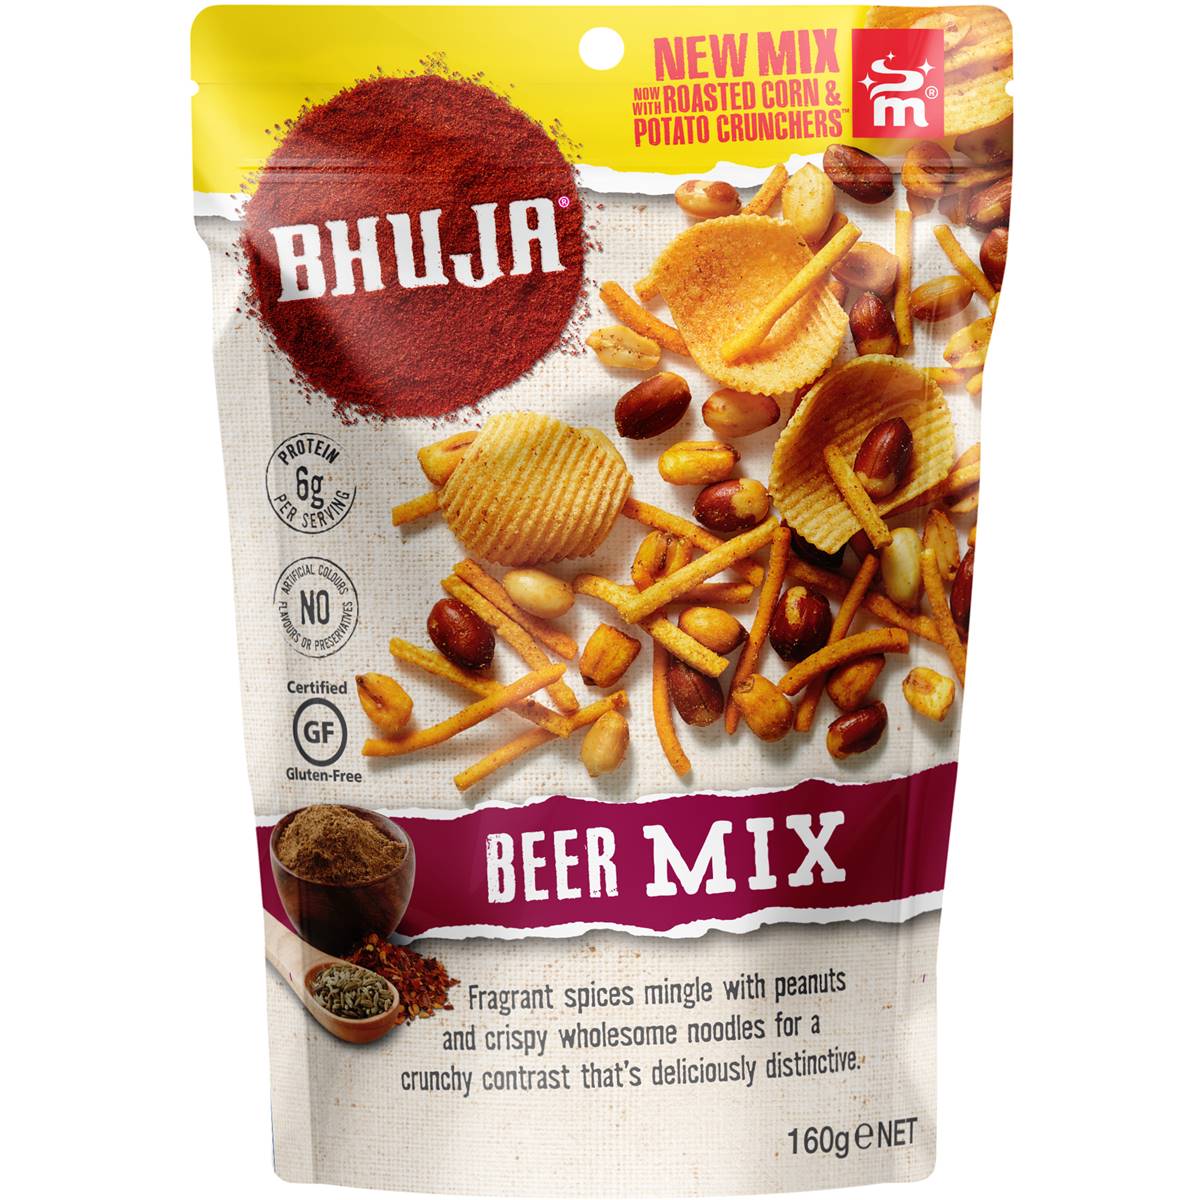 NEW MIX
NOW WITH ROASTED CORN &
POTATO CRUNCHERS™
sm®
BHUJA®
PROTEIN
6g
PER SERVING
ARTIFICIAL COLOURS
NO
FLAVOURS OR PRESERVATIVES
Certified
GF
Gluten-Free
BEER MIX
Fragrant spices mingle with peanuts
and crispy wholesome noodles for a
crunchy contrast that's deliciously distinctive.
160g e NET